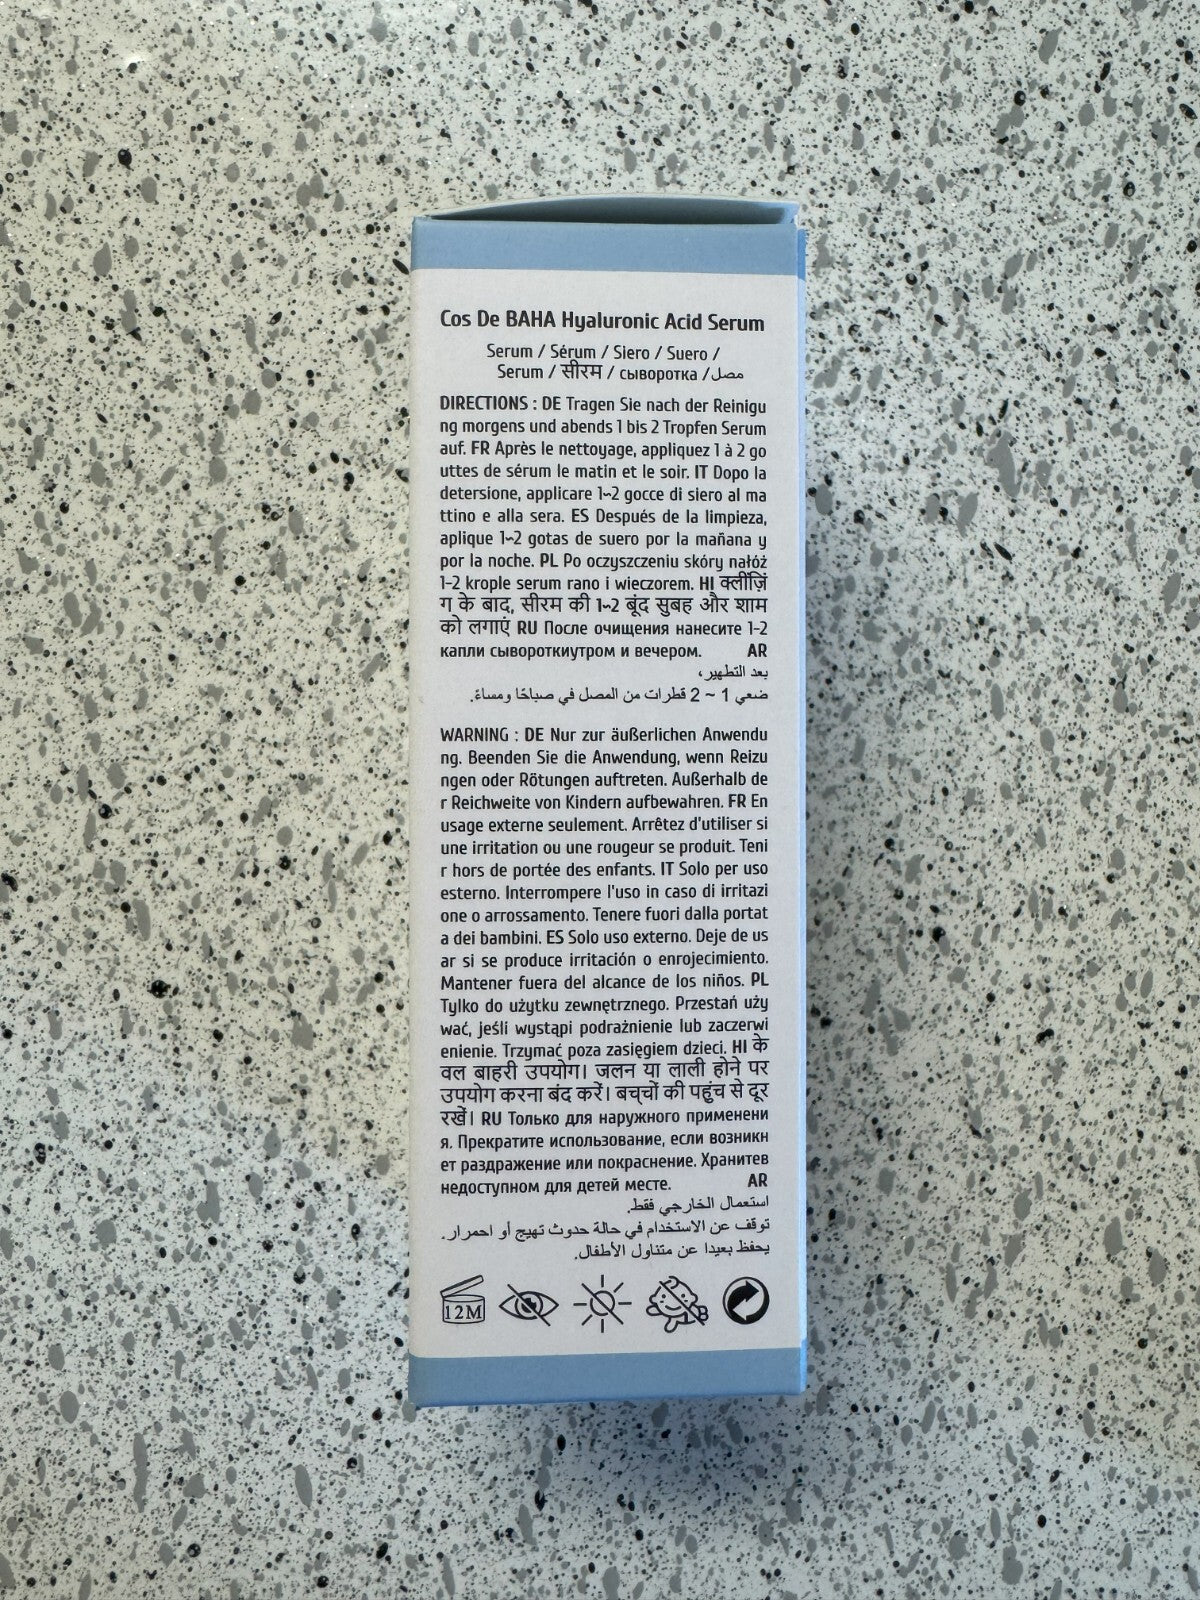 Cos De BAHA Hyaluronic Acid Serum
Serum / Sérum / Siero / Suero /
Serum / सीरम / сыворотка / مصل
DIRECTIONS : DE Tragen Sie nach der Reinigu
ng morgens und abends 1 bis 2 Tropfen Serum
auf. FR Après le nettoyage, appliquez 1 à 2 go
uttes de sérum le matin et le soir. IT Dopo la
detersione, applicare 1~2 gocce di siero al ma
ttino e alla sera. ES Después de la limpieza,
aplique 1~2 gotas de suero por la mañana y
por la noche. PL Po oczyszczeniu skóry nałóż
1-2 krople serum rano i wieczorem. HI क्लींज़िं
ग के बाद, सीरम की 1~2 बूंद सुबह और शाम
को लगाएं RU После очищения нанесите 1-2
капли сывороткиутром и вечером. AR
بعد التطهير،
ضعي 1 ~ 2 قطرات من المصل في صباحًا ومساءً.
WARNING : DE Nur zur äußerlichen Anwendu
ng. Beenden Sie die Anwendung, wenn Reizu
ngen oder Rötungen auftreten. Außerhalb de
r Reichweite von Kindern aufbewahren. FR En
usage externe seulement. Arrêtez d'utiliser si
une irritation ou une rougeur se produit. Teni
r hors de portée des enfants. IT Solo per uso
esterno. Interrompere l'uso in caso di irritazi
one o arrossamento. Tenere fuori dalla portat
a dei bambini. ES Solo uso externo. Deje de us
ar si se produce irritación o enrojecimiento.
Mantener fuera del alcance de los niños. PL
Tylko do użytku zewnętrznego. Przestań uży
wać, jeśli wystąpi podrażnienie lub zaczerwi
enienie. Trzymać poza zasięgiem dzieci. HI के
वल बाहरी उपयोग। जलन या लाली होने पर
उपयोग करना बंद करें। बच्चों की पहुंच से दूर
रखें। RU Только для наружного применени
я. Прекратите использование, если возникн
ет раздражение или покраснение. Хранитев
недоступном для детей месте. AR
استعمال الخارجي فقط.
توقف عن الاستخدام في حالة حدوث تهيج أو احمرار.
يحفظ بعيدا عن متناول الأطفال.
12M